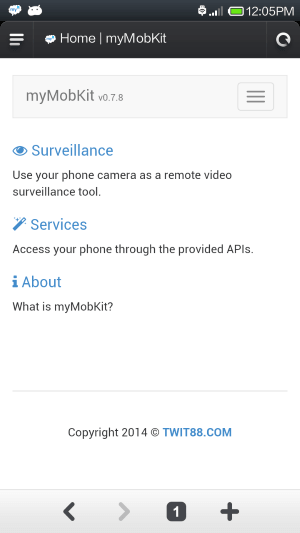 12:05PM
Home | myMobKit
myMobKit v0.7.8
Surveillance
Use your phone camera as a remote video
surveillance tool.
Services
Access your phone through the provided APIs.
About
What is myMobKit?
Copyright 2014 © TWIT88.COM
1